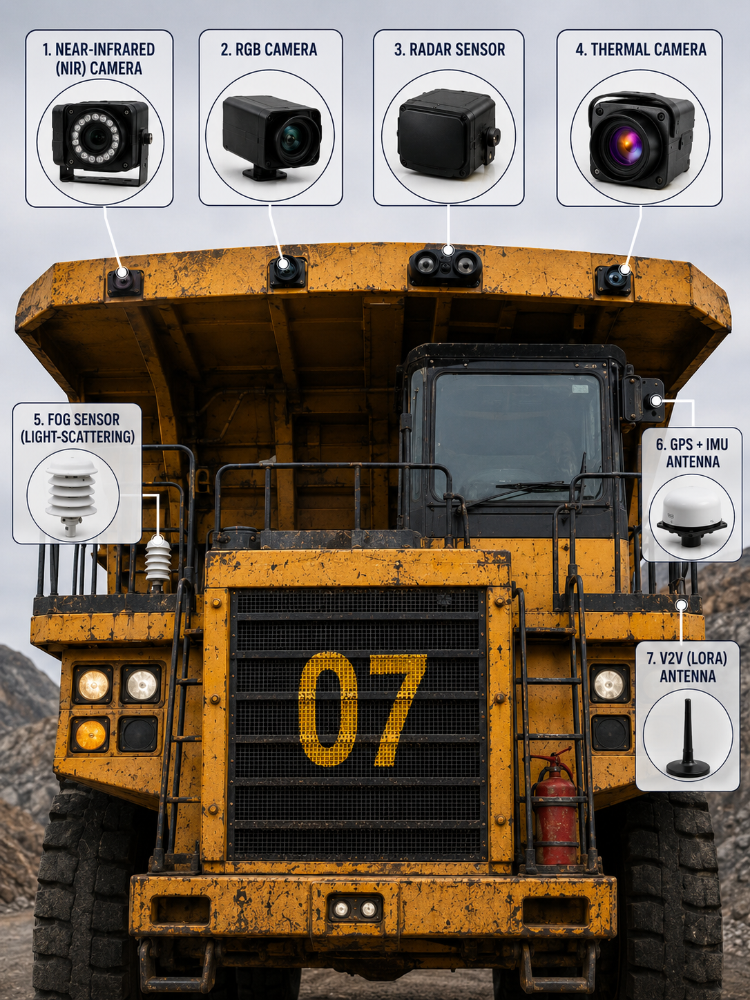 1. NEAR-INFRARED
(NIR) CAMERA
2. RGB CAMERA
3. RADAR SENSOR
4. THERMAL CAMERA
5. FOG SENSOR
(LIGHT-SCATTERING)
6. GPS + IMU
ANTENNA
07
7. V2V (LORA)
ANTENNA